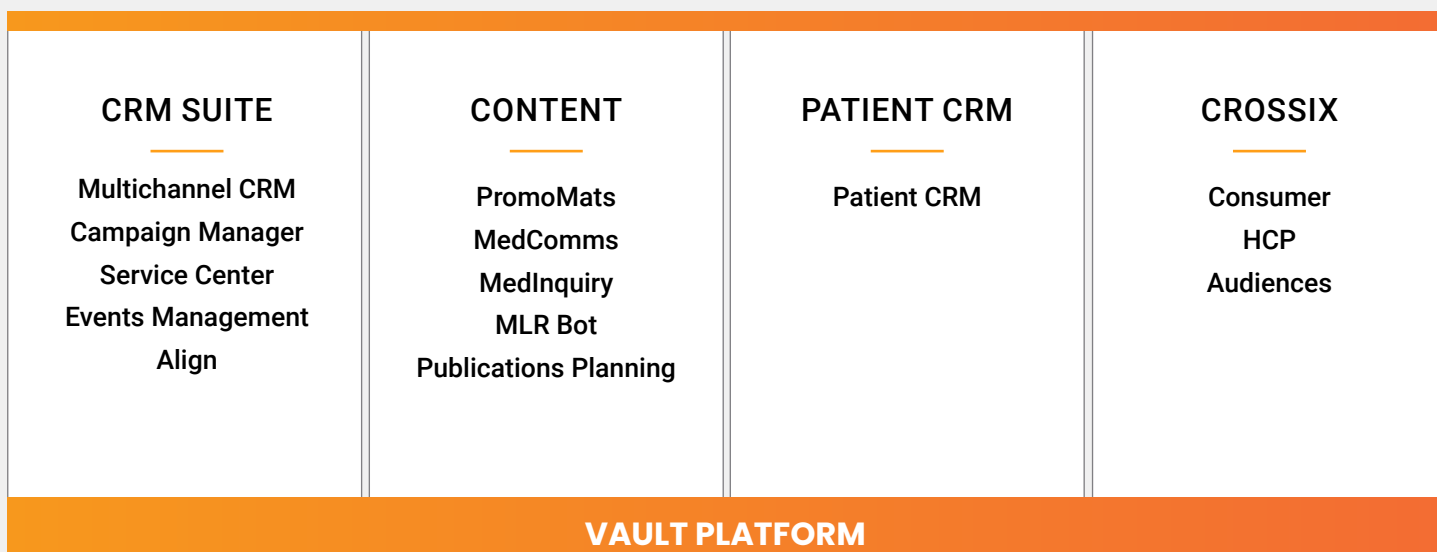 CRM SUITE
Multichannel CRM
Campaign Manager
Service Center
Events Management
Align
CONTENT
PromoMats
MedComms
MedInquiry
MLR Bot
Publications Planning
PATIENT CRM
Patient CRM
CROSSIX
Consumer
HCP
Audiences
VAULT PLATFORM